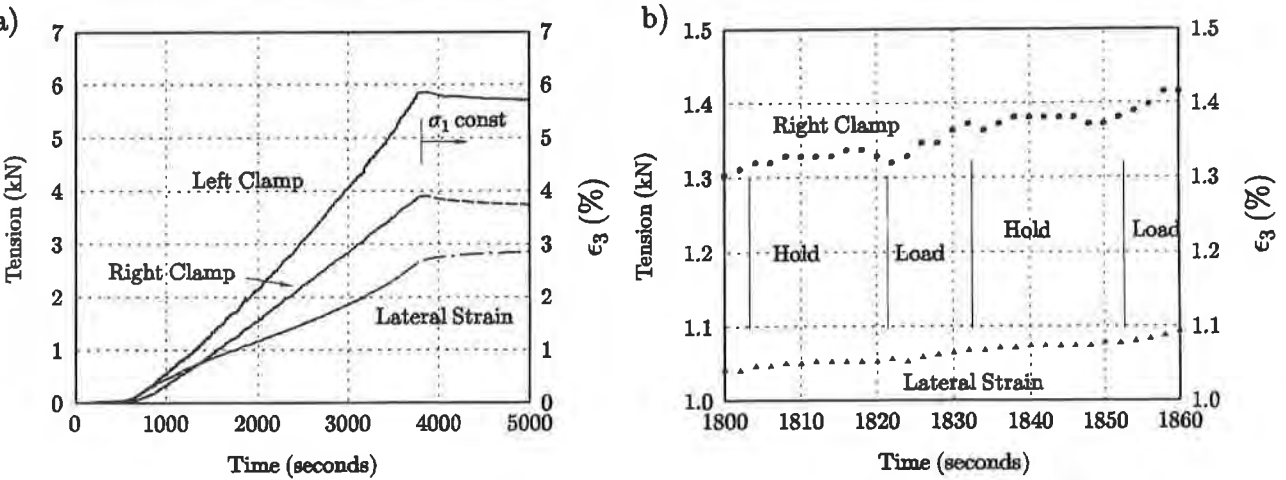 a)
7
6
5
4
3
2
1
0
Tension (kN)
0 1000 2000 3000 4000 5000
Time (seconds)
7
6
5
4
3
2
1
0
ϵ3 (%)
σ1 const
Left Clamp
Right Clamp
Lateral Strain
b)
1.5
1.4
1.3
1.2
1.1
1.0
Tension (kN)
1800 1810 1820 1830 1840 1850 1860
Time (seconds)
1.5
1.4
1.3
1.2
1.1
1.0
ϵ3 (%)
Right Clamp
Hold Load Hold Load
Lateral Strain